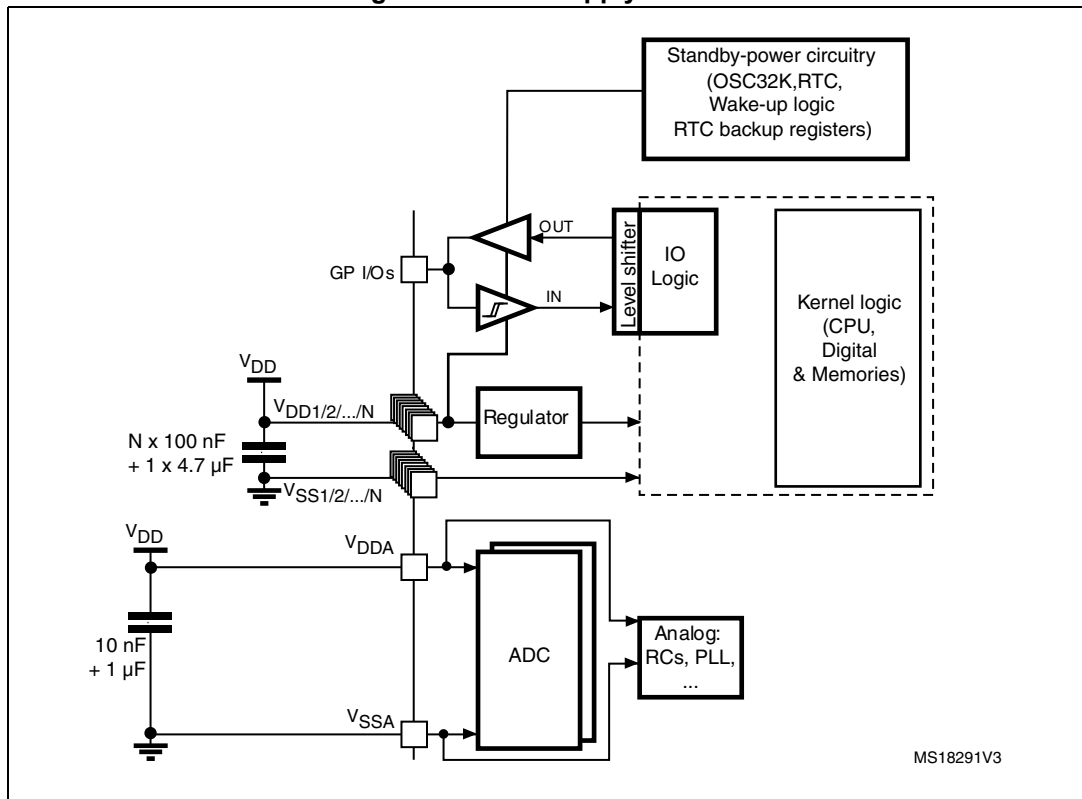 Standby-power circuitry
(OSC32K,RTC,
Wake-up logic
RTC backup registers)
OUT
Level shifter
IO
Logic
GP I/Os
IN
Kernel logic
(CPU,
Digital
& Memories)
VDD
VDD1/2/.../N
Regulator
N x 100 nF
+ 1 x 4.7 µF
VSS1/2/.../N
VDD
VDDA
10 nF
+ 1 µF
ADC
Analog:
RCs, PLL,
...
VSSA
MS18291V3